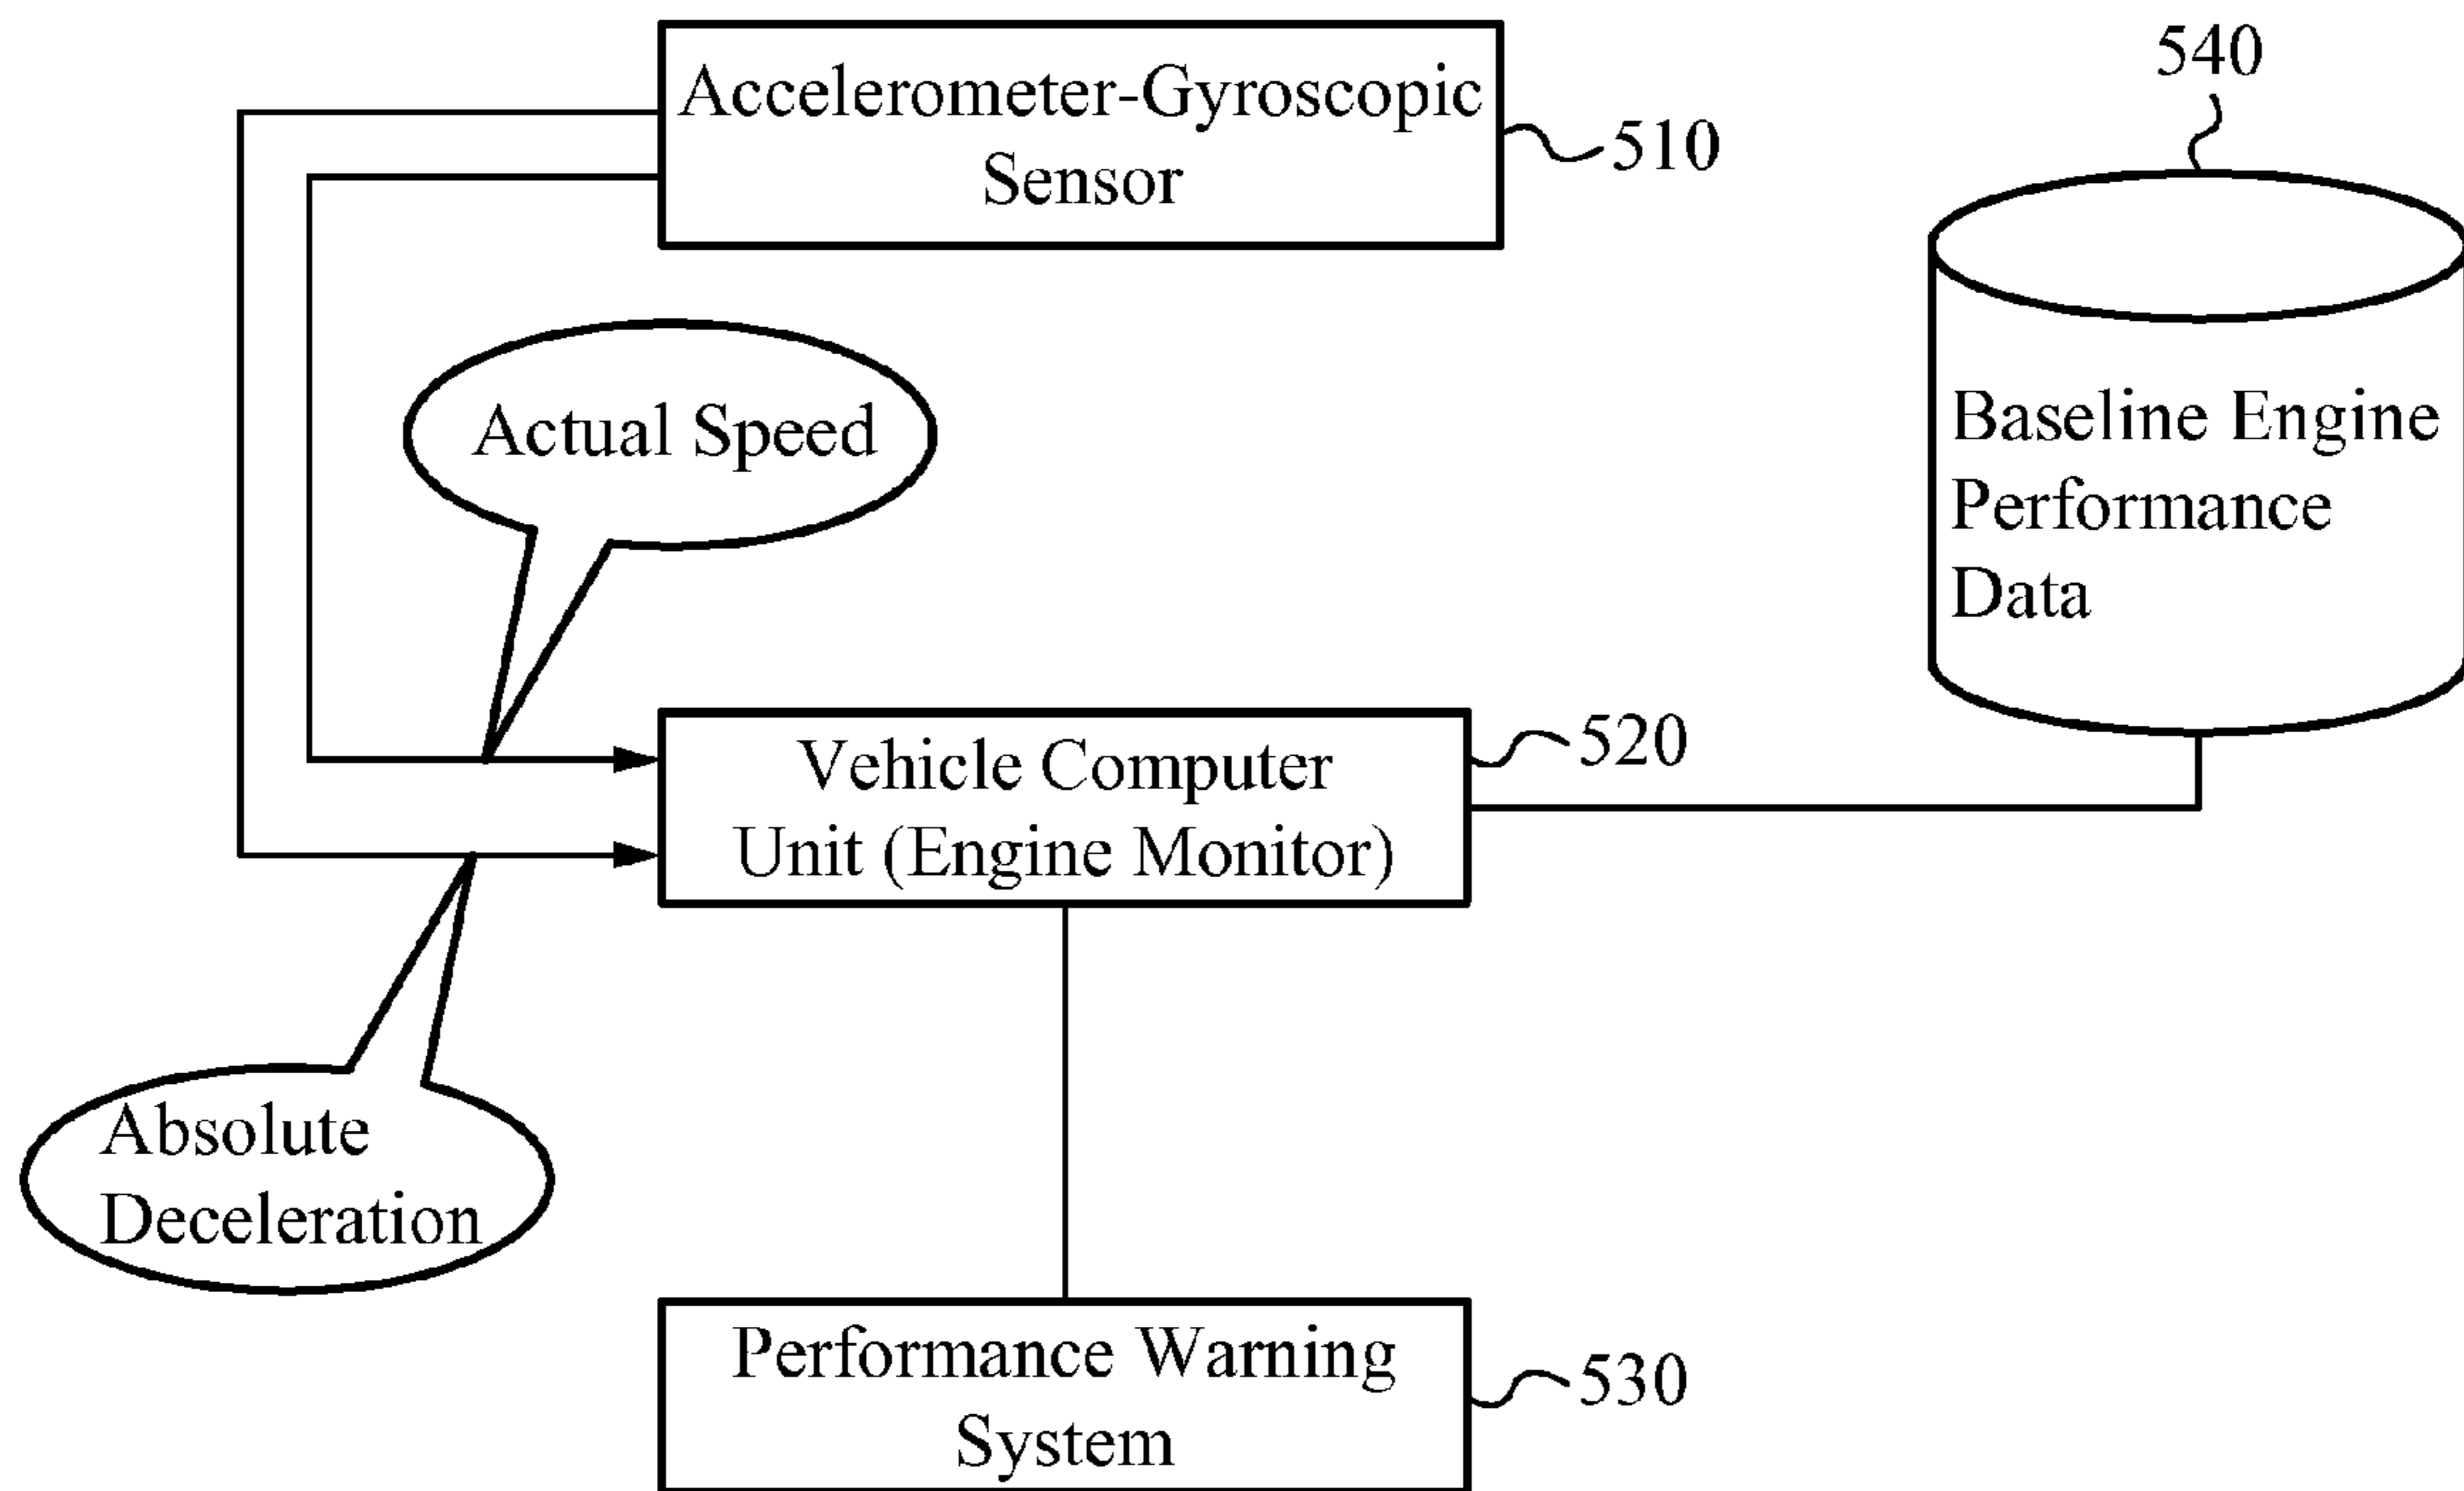 Accelerometer-Gyroscopic
Sensor
510
540
Actual Speed
Baseline Engine
Performance
Data
Vehicle Computer
Unit (Engine Monitor)
520
Absolute
Deceleration
Performance Warning
System
530